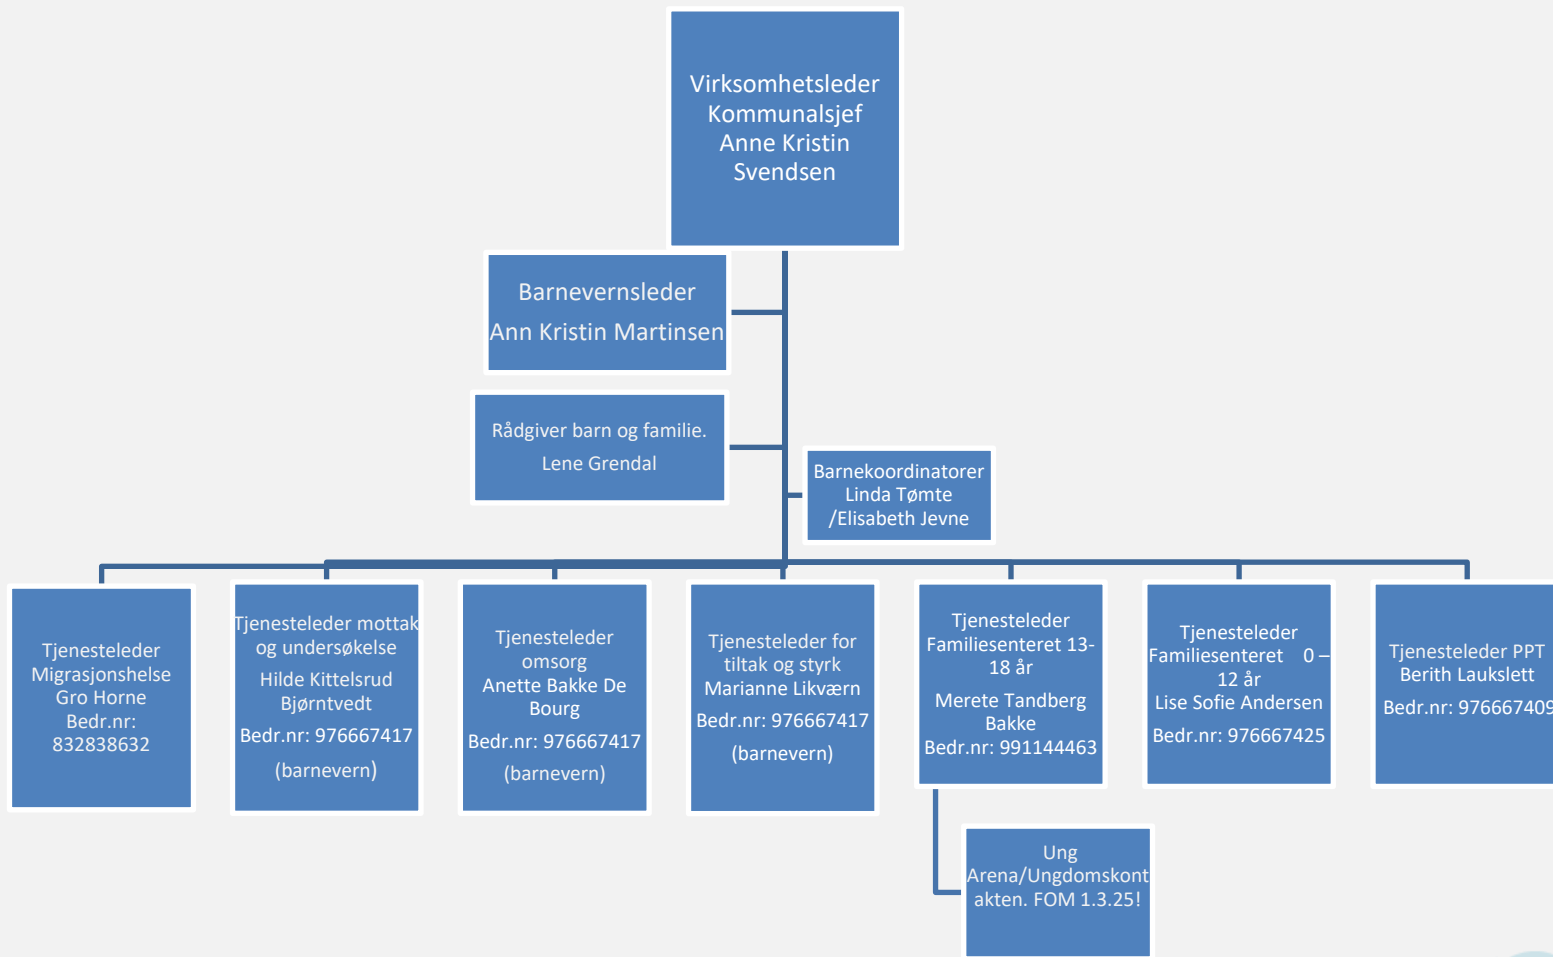 Virksomhetsleder
Kommunalsjef
Anne Kristin
Svendsen
Barnevernsleder
Ann Kristin Martinsen
Rådgiver barn og familie.
Lene Grendal
Barnekoordinatorer
Linda Tømte
/Elisabeth Jevne
Tjenesteleder
Migrasjonshelse
Gro Horne
Bedr.nr:
832838632
Tjenesteleder mottak
og undersøkelse
Hilde Kittelsrud
Bjørntvedt
Bedr.nr: 976667417
(barnevern)
Tjenesteleder
omsorg
Anette Bakke De
Bourg
Bedr.nr: 976667417
(barnevern)
Tjenesteleder for
tiltak og styrk
Marianne Likværn
Bedr.nr: 976667417
(barnevern)
Tjenesteleder
Familiesenteret 13-
18 år
Merete Tandberg
Bakke
Bedr.nr: 991144463
Tjenesteleder
Familiesenteret 0 –
12 år
Lise Sofie Andersen
Bedr.nr: 976667425
Tjenesteleder PPT
Berith Laukslett
Bedr.nr: 976667409
Ung
Arena/Ungdomskont
akten. FOM 1.3.25!